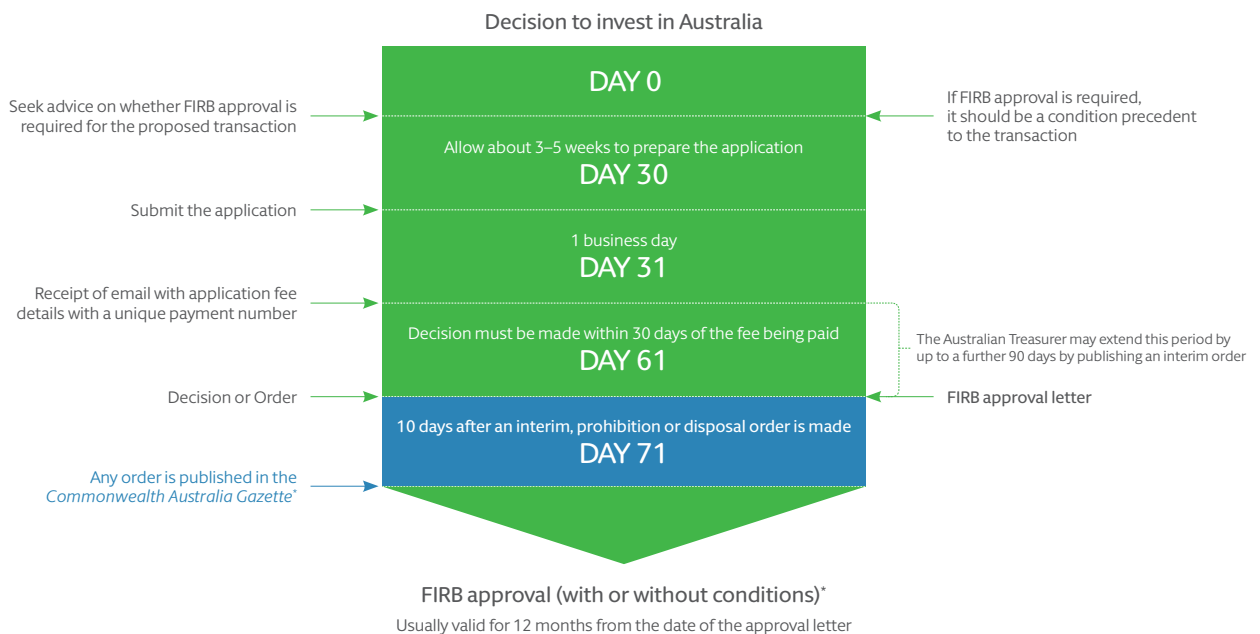 Decision to invest in Australia
DAY 0
Seek advice on whether FIRB approval is
required for the proposed transaction
If FIRB approval is required,
it should be a condition precedent
to the transaction
Allow about 3–5 weeks to prepare the application
DAY 30
Submit the application
1 business day
DAY 31
Receipt of email with application fee
details with a unique payment number
Decision must be made within 30 days of the fee being paid
DAY 61
The Australian Treasurer may extend this period by
up to a further 90 days by publishing an interim order
Decision or Order
FIRB approval letter
10 days after an interim, prohibition or disposal order is made
DAY 71
Any order is published in the
Commonwealth Australia Gazette*
FIRB approval (with or without conditions)*
Usually valid for 12 months from the date of the approval letter